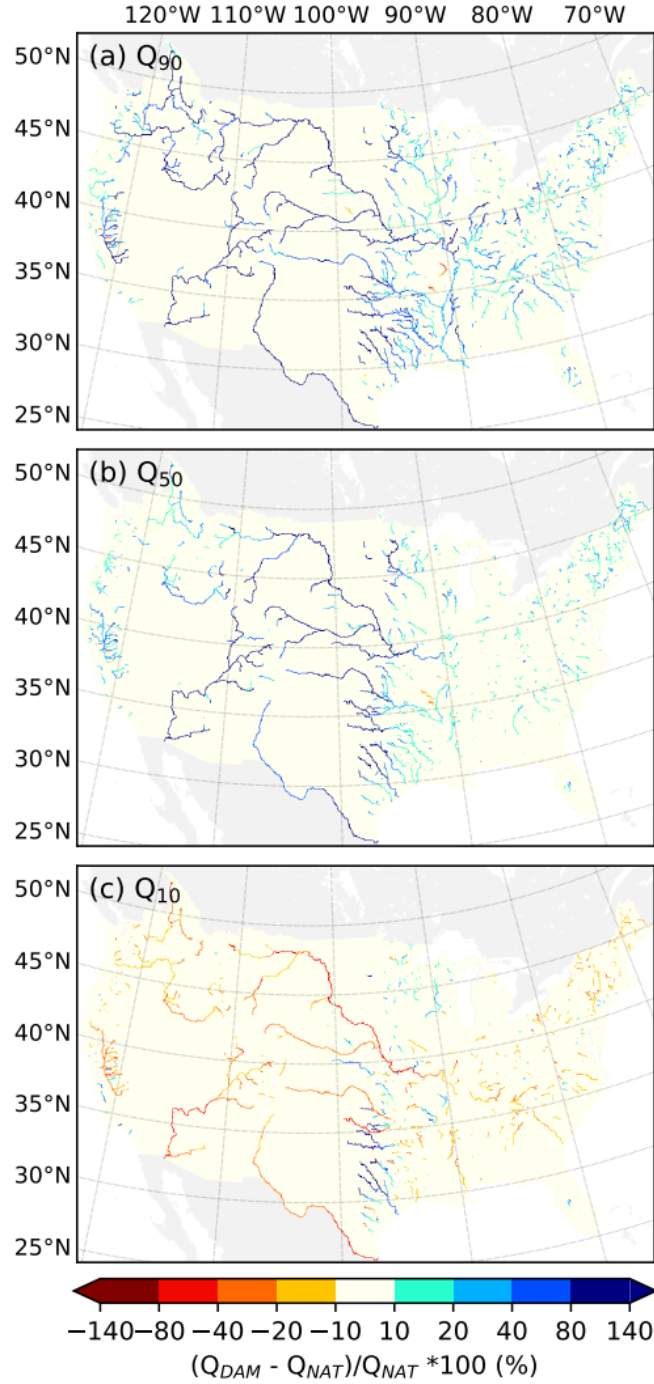 120°W 110°W 100°W 90°W 80°W 70°W
(a) Q90
50°N
45°N
40°N
35°N
30°N
25°N
(b) Q50
50°N
45°N
40°N
35°N
30°N
25°N
(c) Q10
50°N
45°N
40°N
35°N
30°N
25°N
−140 −80 −40 −20 −10 10 20 40 80 140
(QDAM - QNAT)/QNAT *100 (%)